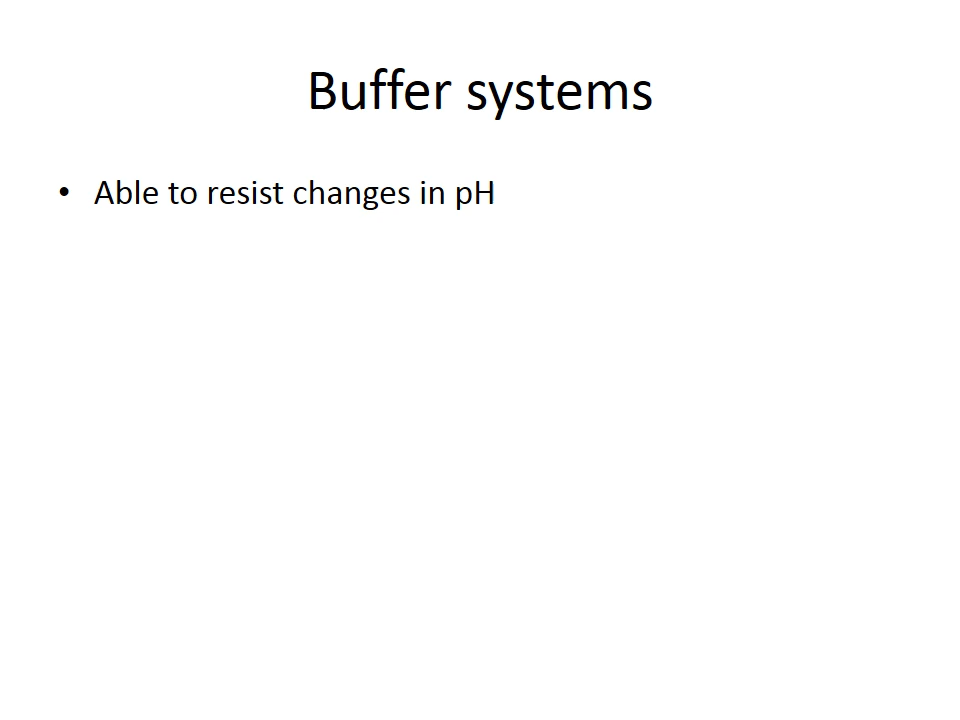 Buffer systems
• Able to resist changes in pH